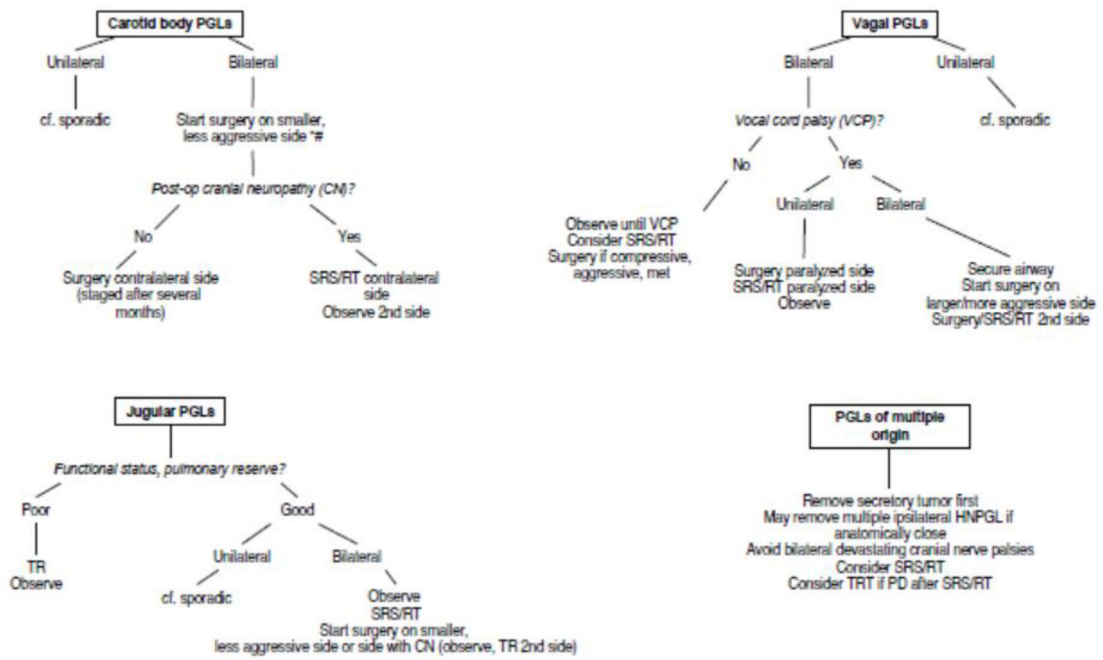 Carotid body PGLs
Unilateral
Bilateral
cf. sporadic
Start surgery on smaller,
less aggressive side *#
Post-op cranial neuropathy (CN)?
No
Yes
Surgery contralateral side
(staged after several
months)
SRS/RT contralateral
side
Observe 2nd side
Vagal PGLs
Bilateral
Unilateral
Vocal cord palsy (VCP)?
cf. sporadic
No
Yes
Unilateral
Bilateral
Observe until VCP
Consider SRS/RT
Surgery if compressive,
aggressive, met
Surgery paralyzed side
SRS/RT paralyzed side
Observe
Secure airway
Start surgery on
larger/more aggressive side
Surgery/SRS/RT 2nd side
Jugular PGLs
Functional status, pulmonary reserve?
Poor
Good
TR
Observe
Unilateral
Bilateral
cf. sporadic
Observe
SRS/RT
Start surgery on smaller,
less aggressive side or side with CN (observe, TR 2nd side)
PGLs of multiple
origin
Remove secretory tumor first
May remove multiple ipsilateral HNPGL if
anatomically close
Avoid bilateral devastating cranial nerve palsies
Consider SRS/RT
Consider TRT if PD after SRS/RT